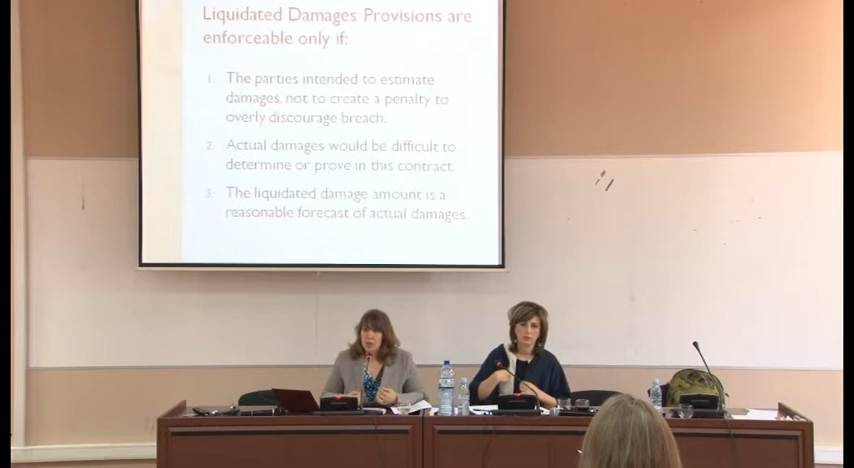 Liquidated Damages Provisions are
enforceable only if:
1. The parties intended to estimate
damages, not to create a penalty to
overly discourage breach.
2. Actual damages would be difficult to
determine or prove in this contract.
3. The liquidated damage amount is a
reasonable forecast of actual damages.